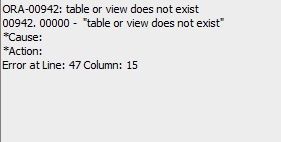 ORA-00942: table or view does not exist
00942. 00000 -  "table or view does not exist"
*Cause:
*Action:
Error at Line: 47 Column: 15